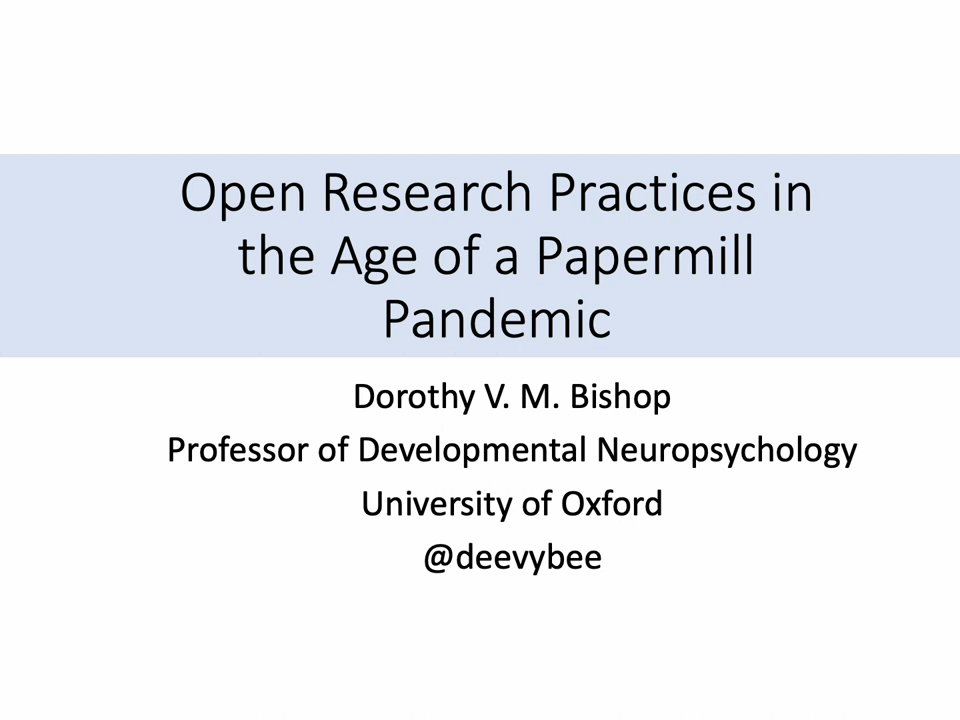 Open Research Practices in
the Age of a Papermill
Pandemic
Dorothy V. M. Bishop
Professor of Developmental Neuropsychology
University of Oxford
@deevybee